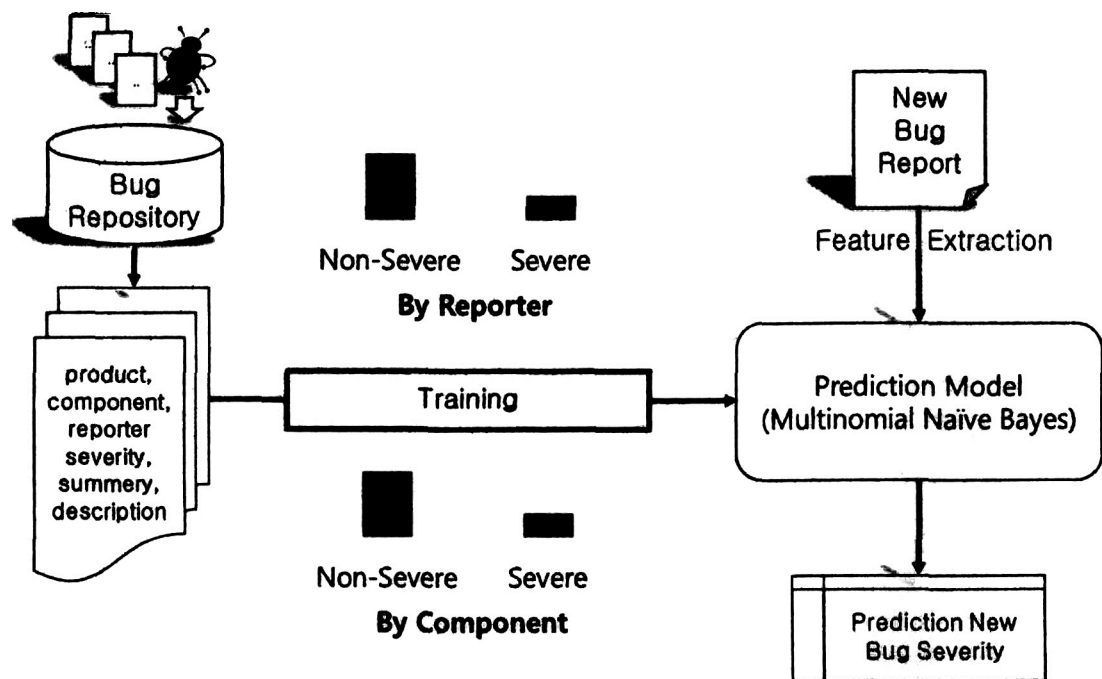 Bug
Repository
product,
component,
reporter
severity,
summery,
description
Non-Severe Severe
By Reporter
Training
Non-Severe Severe
By Component
New
Bug
Report
Feature Extraction
Prediction Model
(Multinomial Naïve Bayes)
Prediction New
Bug Severity